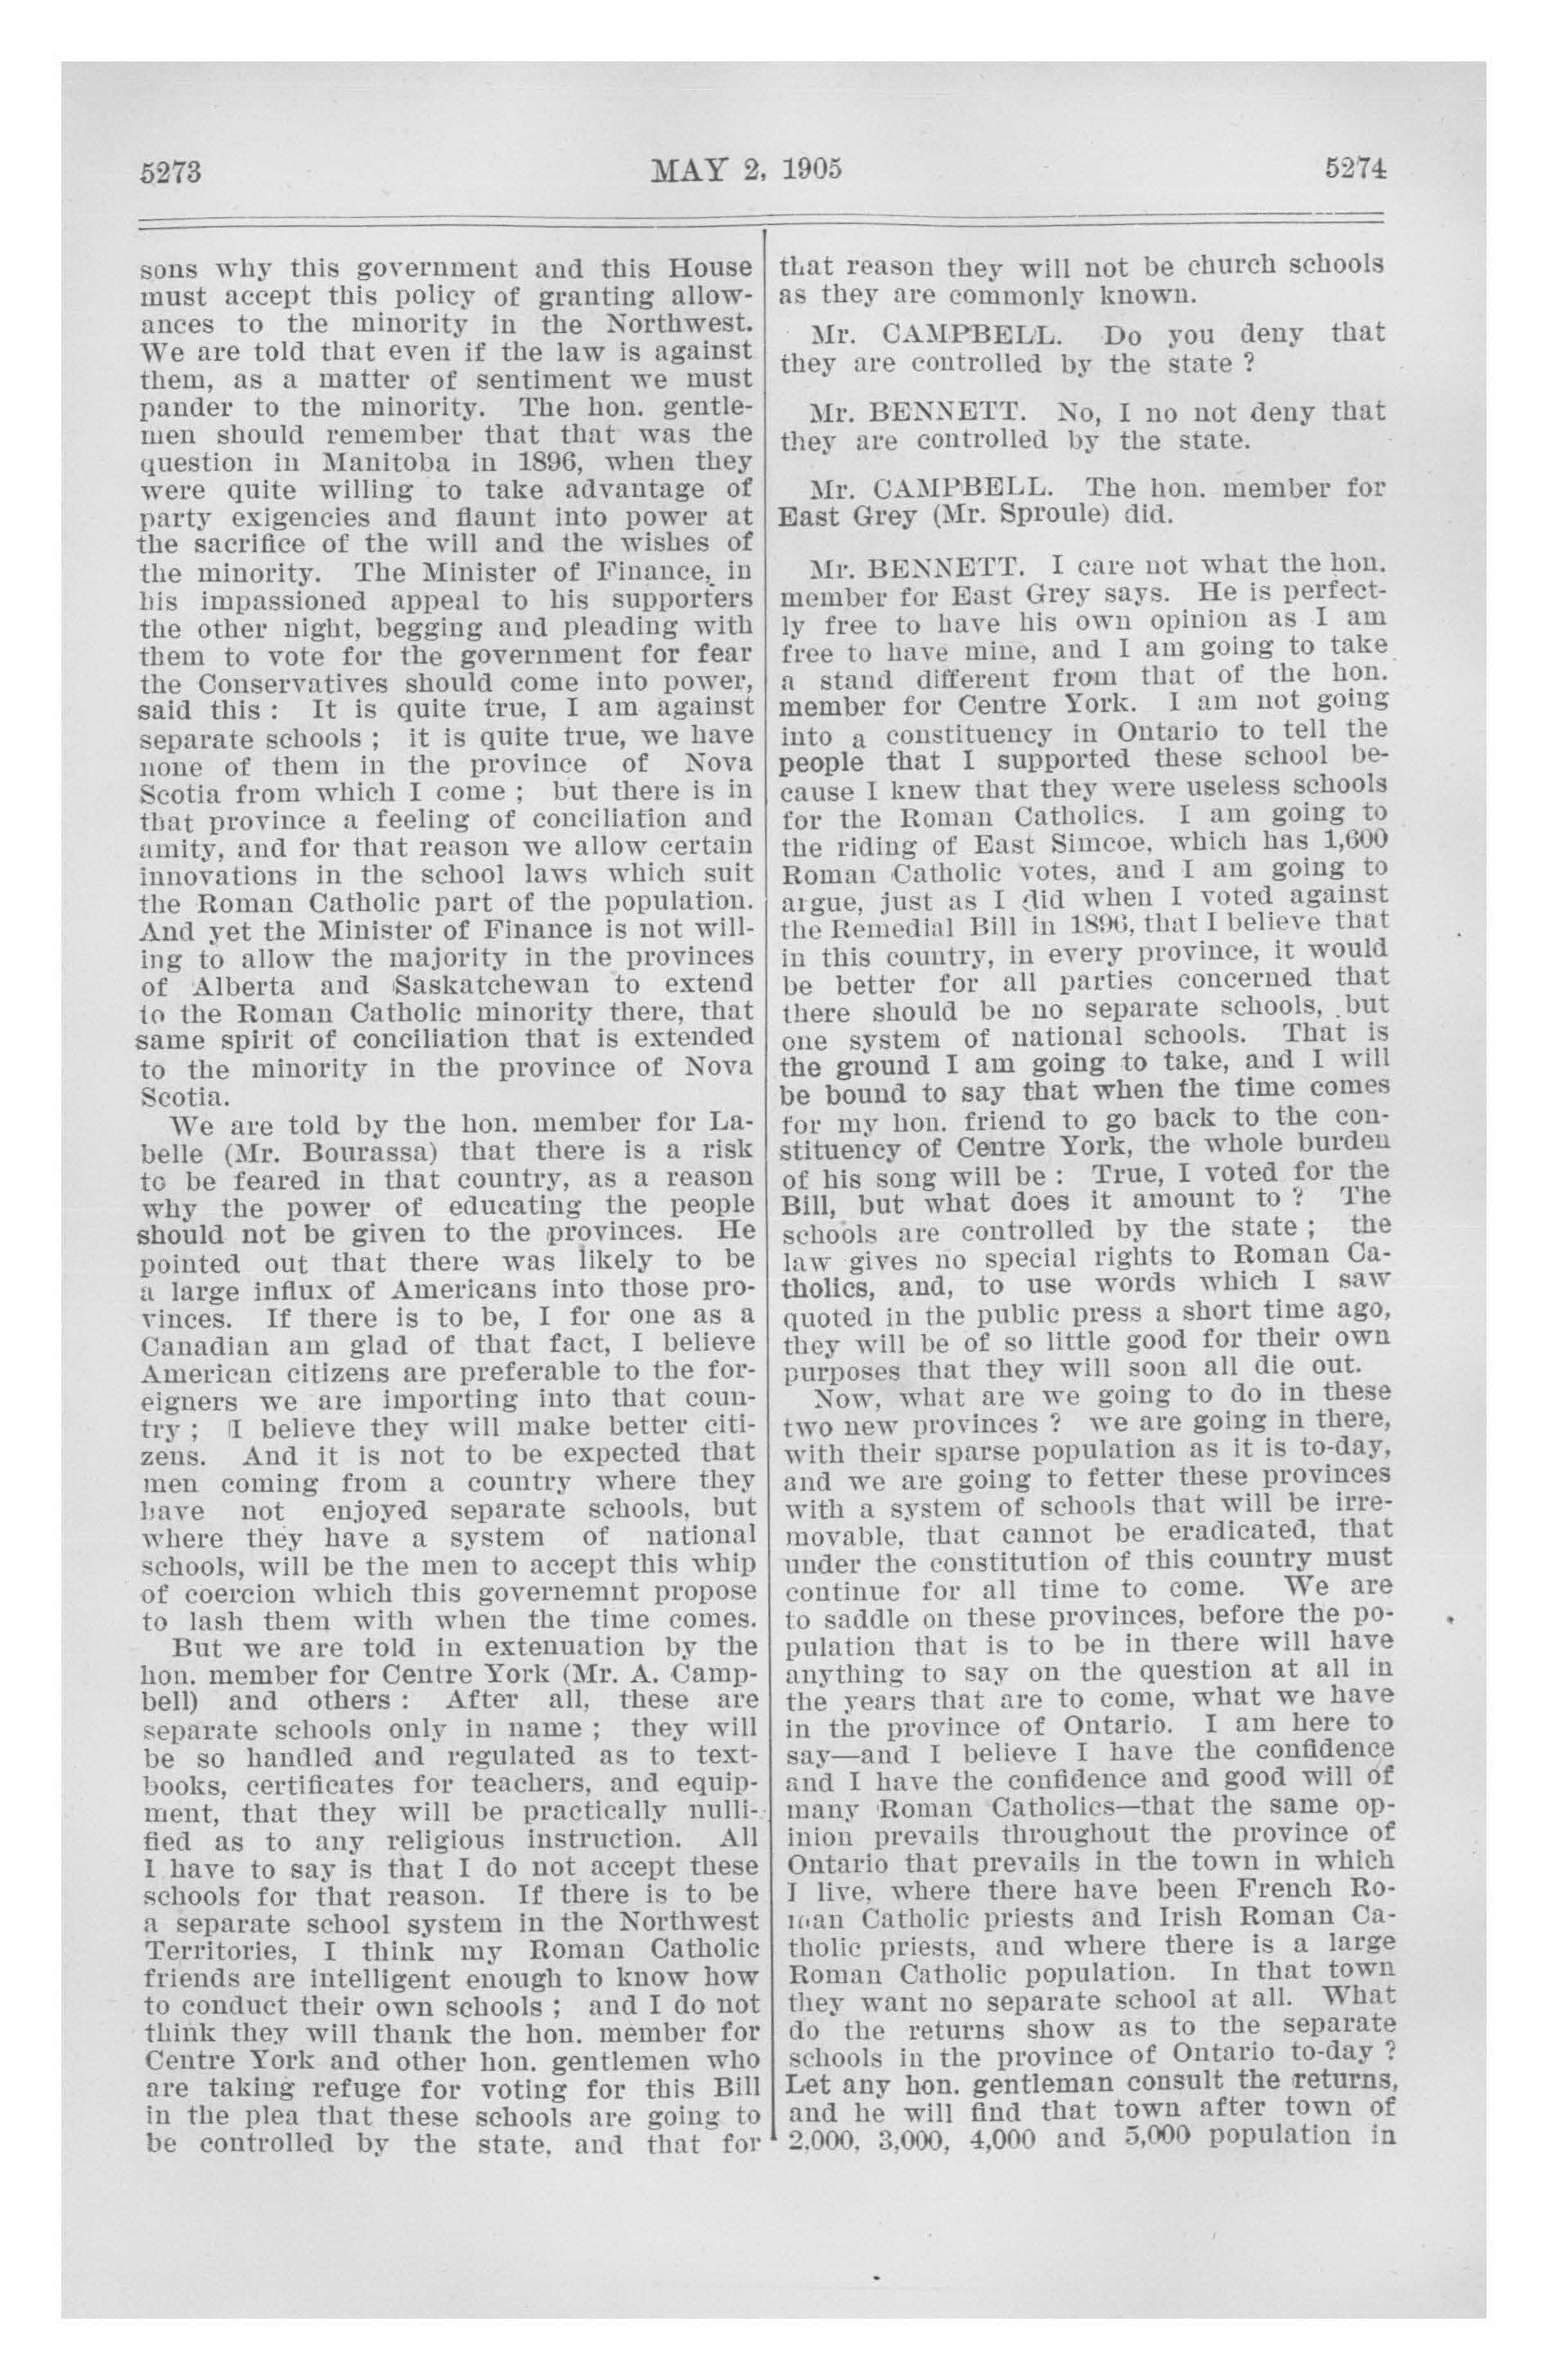 5273
MAY 2, 1905
5274
sons why this government and this House
must accept this policy of granting allow-
ances to the minority in the Northwest.
We are told that even if the law is against
them, as a matter of sentiment we must
pander to the minority. The hon. gentle-
men should remember that that was the
question in Manitoba in 1896, when they
were quite willing to take advantage of
party exigencies and flaunt into power at
the sacrifice of the will and the wishes of
the minority. The Minister of Finance, in
his impassioned appeal to his supporters
the other night, begging and pleading with
them to vote for the government for fear
the Conservatives should come into power,
said this : It is quite true, I am against
separate schools ; it is quite true, we have
none of them in the province of Nova
Scotia from which I come ; but there is in
that province a feeling of conciliation and
amity, and for that reason we allow certain
innovations in the school laws which suit
the Roman Catholic part of the population.
And yet the Minister of Finance is not will-
ing to allow the majority in the provinces
of Alberta and Saskatchewan to extend
to the Roman Catholic minority there, that
same spirit of conciliation that is extended
to the minority in the province of Nova
Scotia.
We are told by the hon. member for La-
belle (Mr. Bourassa) that there is a risk
to be feared in that country, as a reason
why the power of educating the people
should not be given to the provinces. He
pointed out that there was likely to be
a large influx of Americans into those pro-
vinces. If there is to be, I for one as a
Canadian am glad of that fact, I believe
American citizens are preferable to the for-
eigners we are importing into that coun-
try ; I believe they will make better citi-
zens. And it is not to be expected that
men coming from a country where they
have not enjoyed separate schools, but
where they have a system of national
schools, will be the men to accept this whip
of coercion which this governemnt propose
to lash them with when the time comes.
But we are told in extenuation by the
hon. member for Centre York (Mr. A. Camp-
bell) and others : After all, these are
separate schools only in name ; they will
be so handled and regulated as to text-
books, certificates for teachers, and equip-
ment, that they will be practically nulli-
fied as to any religious instruction. All
I have to say is that I do not accept these
schools for that reason. If there is to be
a separate school system in the Northwest
Territories, I think my Roman Catholic
friends are intelligent enough to know how
to conduct their own schools ; and I do not
think they will thank the hon. member for
Centre York and other hon. gentlemen who
are taking refuge for voting for this Bill
in the plea that these schools are going to
be controlled by the state, and that for
that reason they will not be church schools
as they are commonly known.
Mr. CAMPBELL. Do you deny that
they are controlled by the state ?
Mr. BENNETT. No, I no not deny that
they are controlled by the state.
Mr. CAMPBELL. The hon. member for
East Grey (Mr. Sproule) did.
Mr. BENNETT. I care not what the hon.
member for East Grey says. He is perfect-
ly free to have his own opinion as I am
free to have mine, and I am going to take
a stand different from that of the hon.
member for Centre York. I am not going
into a constituency in Ontario to tell the
people that I supported these school be-
cause I knew that they were useless schools
for the Roman Catholics. I am going to
the riding of East Simcoe, which has 1,600
Roman Catholic votes, and I am going to
argue, just as I did when I voted against
the Remedial Bill in 1896, that I believe that
in this country, in every province, it would
be better for all parties concerned that
there should be no separate schools, but
one system of national schools. That is
the ground I am going to take, and I will
be bound to say that when the time comes
for my hon. friend to go back to the con-
stituency of Centre York, the whole burden
of his song will be : True, I voted for the
Bill, but what does it amount to ? The
schools are controlled by the state ; the
law gives no special rights to Roman Ca-
tholics, and, to use words which I saw
quoted in the public press a short time ago,
they will be of so little good for their own
purposes that they will soon all die out.
Now, what are we going to do in these
two new provinces ? we are going in there,
with their sparse population as it is to-day,
and we are going to fetter these provinces
with a system of schools that will be irre-
movable, that cannot be eradicated, that
under the constitution of this country must
continue for all time to come. We are
to saddle on these provinces, before the po-
pulation that is to be in there will have
anything to say on the question at all in
the years that are to come, what we have
in the province of Ontario. I am here to
say—and I believe I have the confidence
and I have the confidence and good will of
many Roman Catholics—that the same op-
inion prevails throughout the province of
Ontario that prevails in the town in which
I live, where there have been French Ro-
man Catholic priests and Irish Roman Ca-
tholic priests, and where there is a large
Roman Catholic population. In that town
they want no separate school at all. What
do the returns show as to the separate
schools in the province of Ontario to-day ?
Let any hon. gentleman consult the returns,
and he will find that town after town of
2,000, 3,000, 4,000 and 5,000 population in